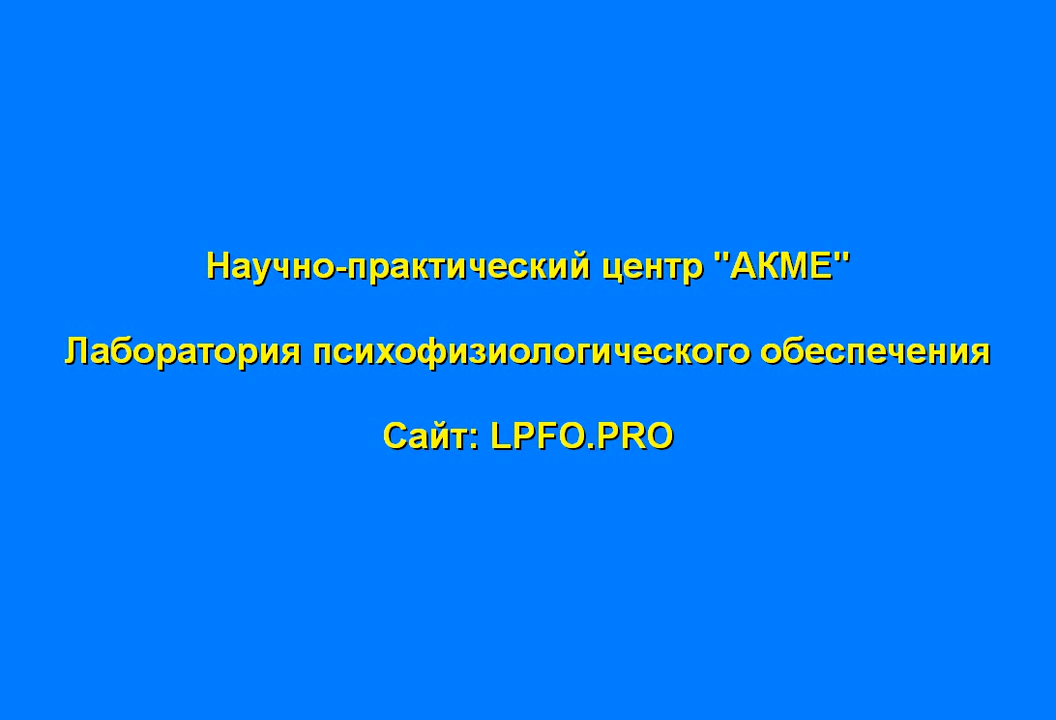 Научно-практический центр "АКМЕ"
Лаборатория психофизиологического обеспечения
Сайт: LPFO.PRO